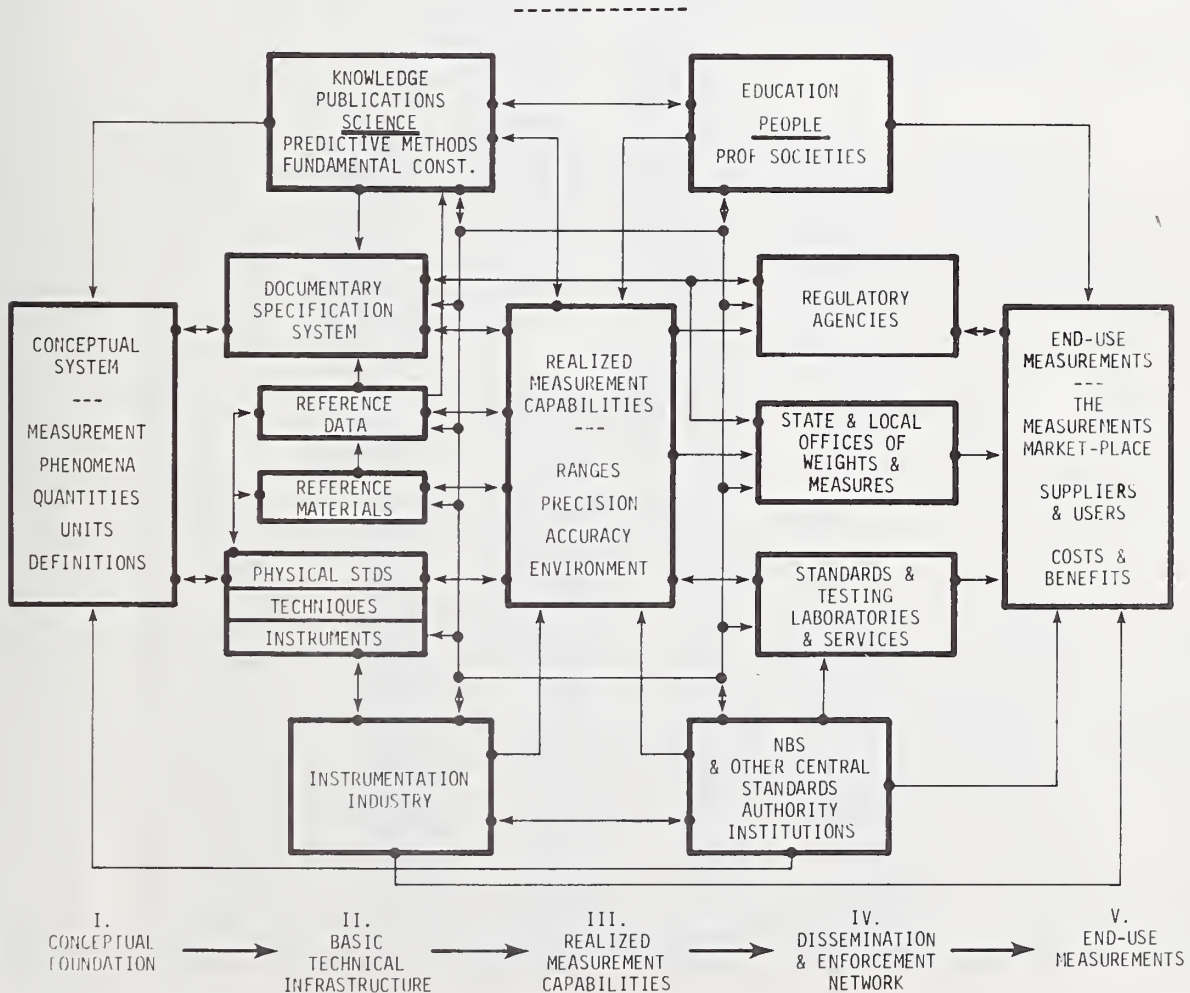 KNOWLEDGE
PUBLICATIONS
SCIENCE
PREDICTIVE METHODS
FUNDAMENTAL CONST.
EDUCATION
PEOPLE
PROF SOCIETIES
CONCEPTUAL
SYSTEM
---
MEASUREMENT
PHENOMENA
QUANTITIES
UNITS
DEFINITIONS
DOCUMENTARY
SPECIFICATION
SYSTEM
REFERENCE
DATA
REFERENCE
MATERIALS
PHYSICAL STDS
TECHNIQUES
INSTRUMENTS
REALIZED
MEASUREMENT
CAPABILITIES
---
RANGES
PRECISION
ACCURACY
ENVIRONMENT
REGULATORY
AGENCIES
STATE & LOCAL
OFFICES OF
WEIGHTS &
MEASURES
STANDARDS &
TESTING
LABORATORIES
& SERVICES
END-USE
MEASUREMENTS
---
THE
MEASUREMENTS
MARKET-PLACE
SUPPLIERS
& USERS
COSTS &
BENEFITS
INSTRUMENTATION
INDUSTRY
NBS
& OTHER CENTRAL
STANDARDS
AUTHORITY
INSTITUTIONS
I.
CONCEPTUAL
FOUNDATION
II.
BASIC
TECHNICAL
INFRASTRUCTURE
III.
REALIZED
MEASUREMENT
CAPABILITIES
IV.
DISSEMINATION
& ENFORCEMENT
NETWORK
V.
END-USE
MEASUREMENTS